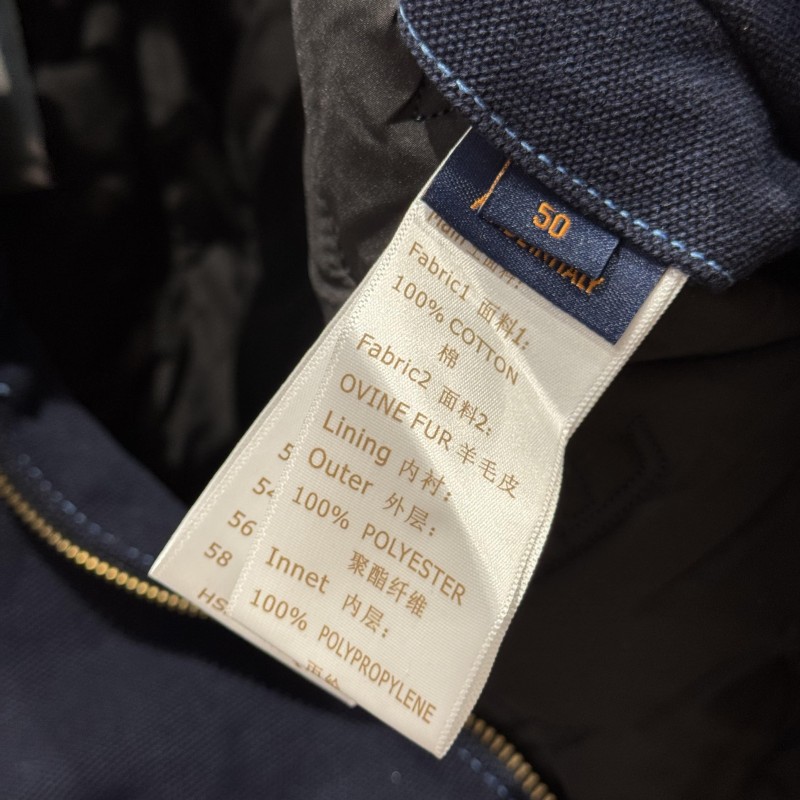 50
Fabric1 面料1:
100% COTTON
棉
Fabric2 面料2:
OVINE FUR 羊毛皮
Lining 内衬:
Outer 外层:
100% POLYESTER
聚酯纤维
Innet 内层:
100% POLYPROPYLENE
56
58
HS